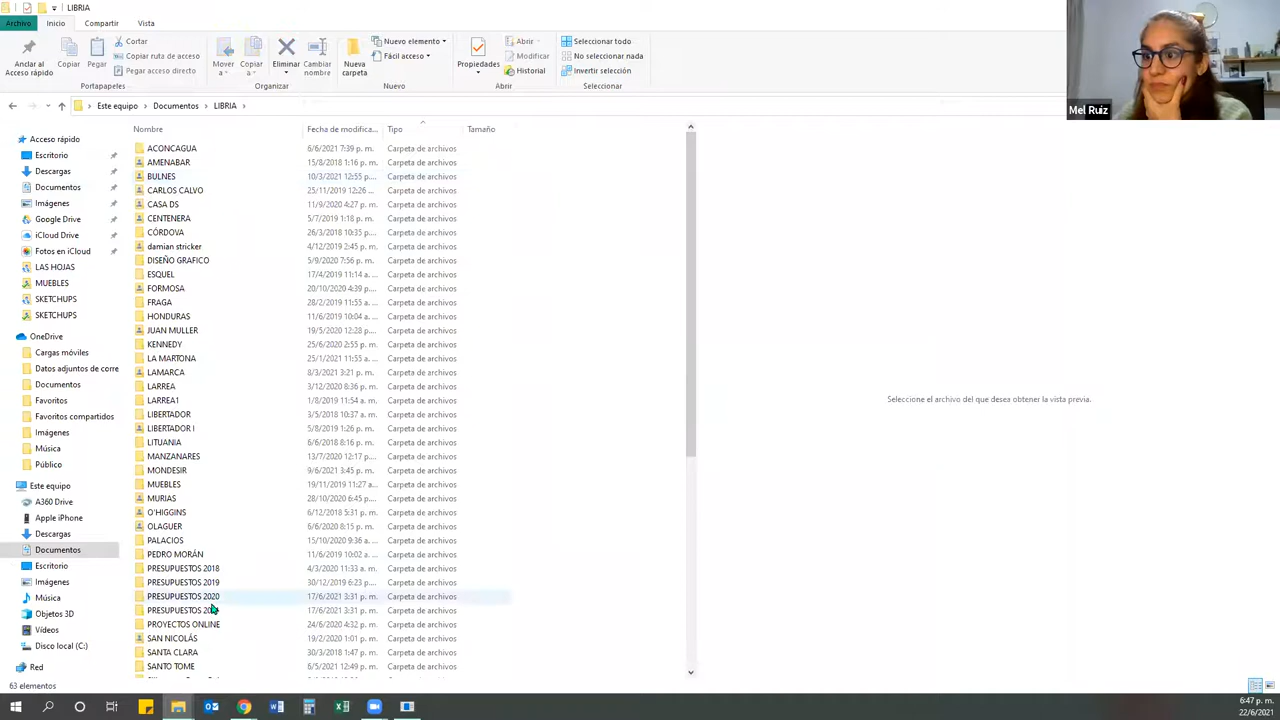 LIBRIA
Archivo Inicio Compartir Vista
Anclar al Acceso rápido
Copiar
Pegar
Cortar
Copiar ruta de acceso
Pegar acceso directo
Portapapeles
Mover a
Copiar a
Eliminar
Cambiar nombre
Organizar
Nueva carpeta
Nuevo elemento
Fácil acceso
Nuevo
Propiedades
Abrir
Modificar
Historial
Abrir
Seleccionar todo
No seleccionar nada
Invertir selección
Seleccionar
Mel Ruiz
Este equipo > Documentos > LIBRIA >
Acceso rápido
Escritorio
Descargas
Documentos
Imágenes
Google Drive
iCloud Drive
Fotos en iCloud
LAS HOJAS
MUEBLES
SKETCHUPS
SKETCHUPS
OneDrive
Cargas móviles
Datos adjuntos de corre
Documentos
Favoritos
Favoritos compartidos
Imágenes
Música
Público
Este equipo
A360 Drive
Apple iPhone
Descargas
Documentos
Escritorio
Imágenes
Música
Objetos 3D
Vídeos
Disco local (C:)
Red
Nombre Fecha de modifica... Tipo Tamaño
ACONCAGUA 6/6/2021 7:39 p. m. Carpeta de archivos
AMENABAR 15/8/2018 1:16 p. m. Carpeta de archivos
BULNES 10/3/2021 12:55 p.... Carpeta de archivos
CARLOS CALVO 25/11/2019 12:26 ... Carpeta de archivos
CASA DS 11/9/2020 4:27 p. m. Carpeta de archivos
CENTENERA 5/7/2019 1:18 p. m. Carpeta de archivos
CÓRDOVA 26/3/2018 10:35 p.... Carpeta de archivos
damian stricker 4/12/2019 2:45 p. m. Carpeta de archivos
DISEÑO GRAFICO 5/9/2020 7:56 p. m. Carpeta de archivos
ESQUEL 17/4/2019 11:14 a. ... Carpeta de archivos
FORMOSA 20/10/2020 4:39 p.... Carpeta de archivos
FRAGA 28/2/2019 11:55 a. ... Carpeta de archivos
HONDURAS 11/6/2019 10:04 a. ... Carpeta de archivos
JUAN MULLER 19/5/2020 12:28 p.... Carpeta de archivos
KENNEDY 25/6/2020 2:55 p. m. Carpeta de archivos
LA MARTONA 25/1/2021 11:55 a. ... Carpeta de archivos
LAMARCA 8/3/2021 3:21 p. m. Carpeta de archivos
LARREA 3/12/2020 8:36 p. m. Carpeta de archivos
LARREA1 1/8/2019 11:54 a. m. Carpeta de archivos
LIBERTADOR 3/5/2018 10:37 a. m. Carpeta de archivos
LIBERTADOR I 5/8/2019 1:26 p. m. Carpeta de archivos
LITUANIA 6/6/2018 8:16 p. m. Carpeta de archivos
MANZANARES 13/7/2020 12:17 p.... Carpeta de archivos
MONDESIR 9/6/2021 3:45 p. m. Carpeta de archivos
MUEBLES 19/11/2019 11:27 a... Carpeta de archivos
MURIAS 28/10/2020 6:45 p.... Carpeta de archivos
O'HIGGINS 6/12/2018 5:31 p. m. Carpeta de archivos
OLAGUER 6/6/2020 8:15 p. m. Carpeta de archivos
PALACIOS 15/10/2020 9:36 a... Carpeta de archivos
PEDRO MORÁN 11/6/2019 10:02 a. ... Carpeta de archivos
PRESUPUESTOS 2018 4/3/2020 11:33 a. m. Carpeta de archivos
PRESUPUESTOS 2019 30/12/2019 6:23 p.... Carpeta de archivos
PRESUPUESTOS 2020 17/6/2021 3:31 p. m. Carpeta de archivos
PRESUPUESTOS 17/6/2021 3:31 p. m. Carpeta de archivos
PROYECTOS ONLINE 24/6/2020 4:32 p. m. Carpeta de archivos
SAN NICOLÁS 19/2/2020 1:01 p. m. Carpeta de archivos
SANTA CLARA 30/3/2018 1:47 p. m. Carpeta de archivos
SANTO TOME 6/5/2021 12:49 p. m. Carpeta de archivos
Seleccione el archivo del que desea obtener la vista previa.
63 elementos
6:47 p. m.
22/6/2021